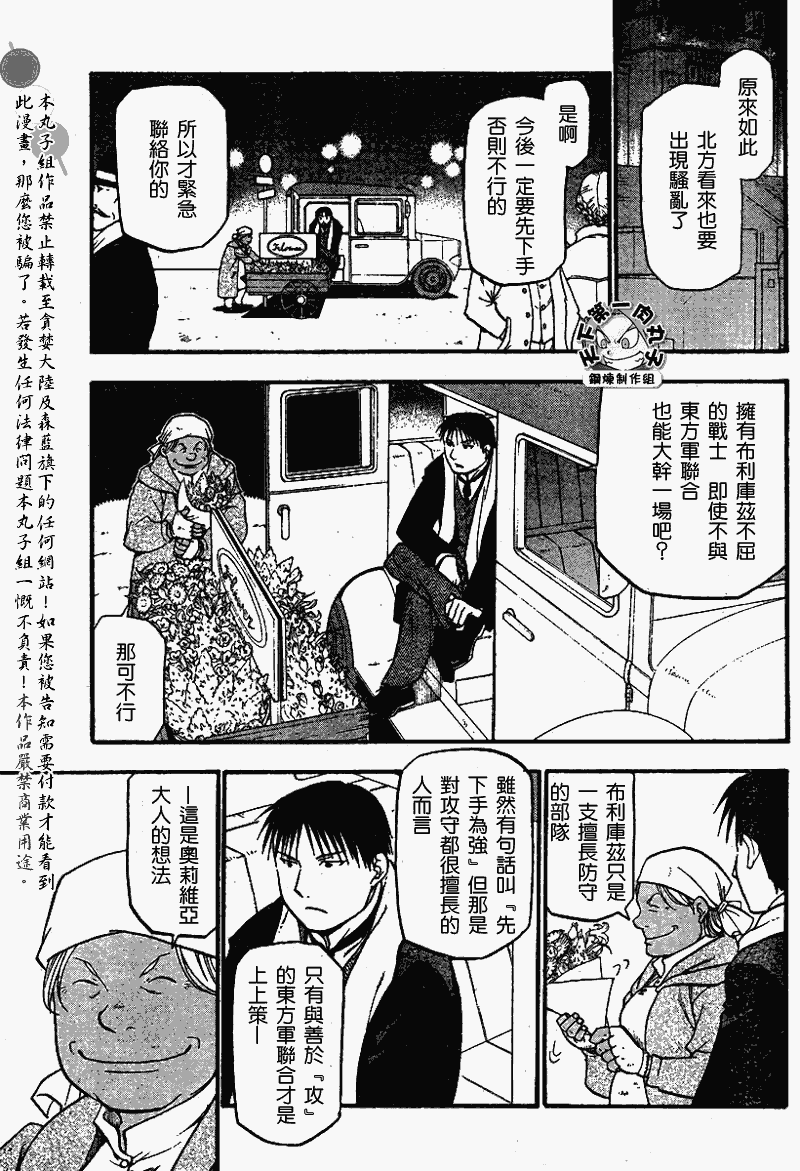 原來如此
北方看來也要
出現騷亂了
是啊
今後一定要先下手
否則不行的
所以才緊急
聯絡你的
天下第一肉丸子
鋼煉制作組
擁有布利庫茲不屈
的戰士 即使不與
東方軍聯合
也能大幹一場吧?
那可不行
布利庫茲只是
一支擅長防守
的部隊
雖然有句話叫『先
下手為強』但那是
對攻守都很擅長的
人而言
只有與善於『攻』
的東方軍聯合才是
上上策—
—這是奧莉維亞
大人的想法
本丸子組作品禁止轉載至貪婪大陸及森藍旗下的任何網站!如果您被告知需要付款才能看到
此漫畫,那麼您被騙了。若發生任何法律問題本丸子組一慨不負責!本作品嚴禁商業用途。